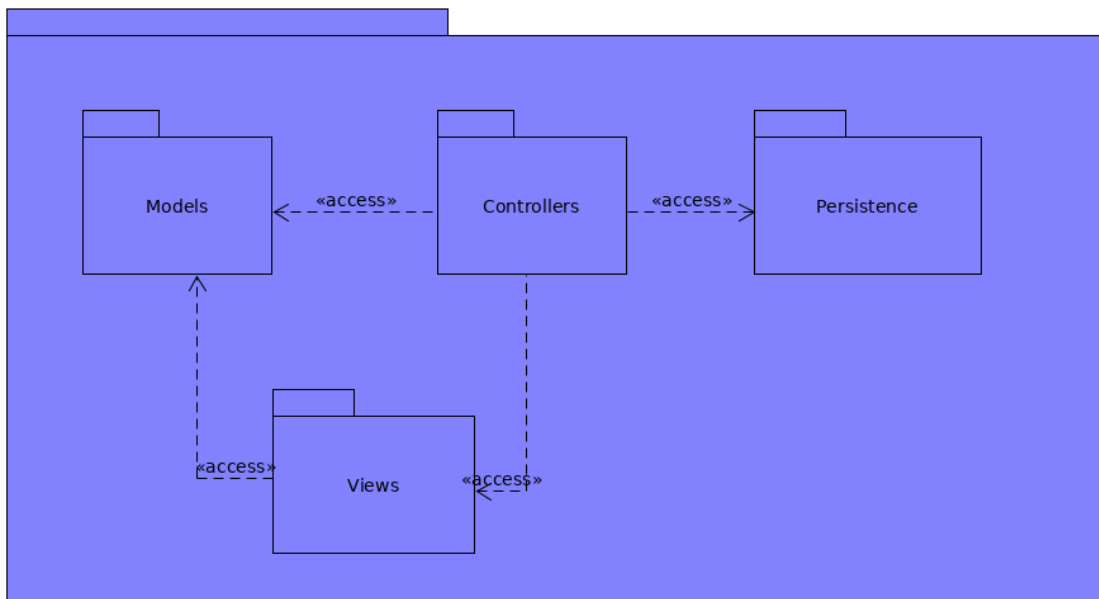 «access»
«access»
Models
Controllers
Persistence
«access»
«access»
Views